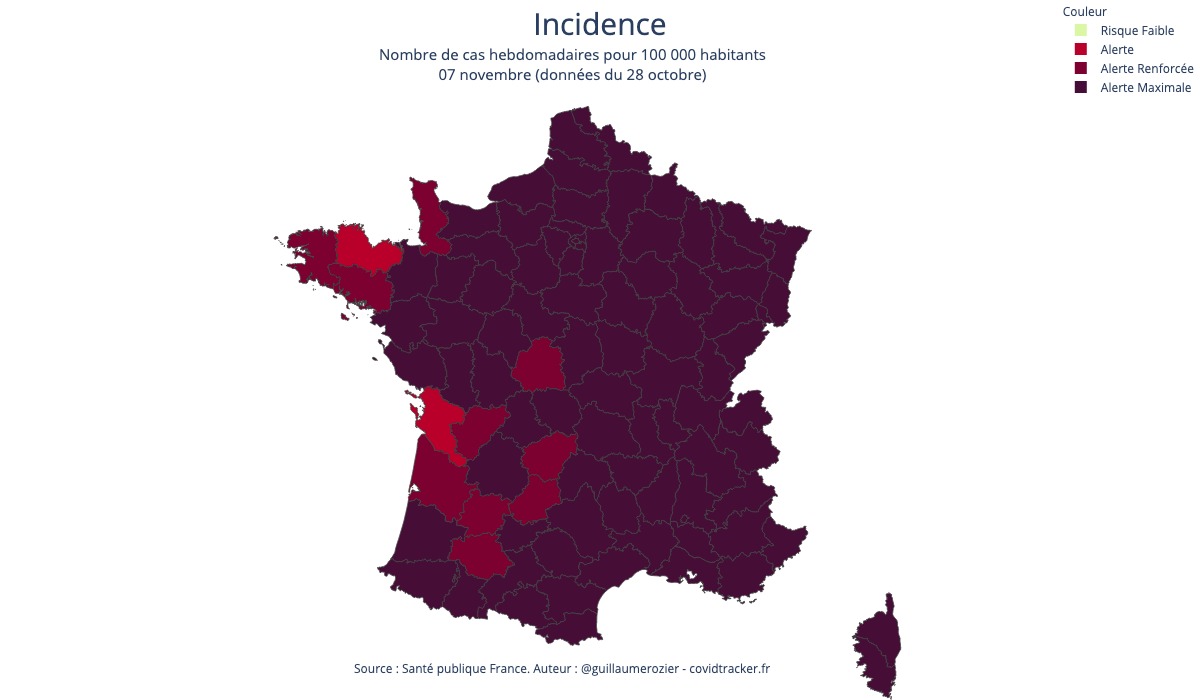 Incidence
Nombre de cas hebdomadaires pour 100 000 habitants
07 novembre (données du 28 octobre)
Couleur
Risque Faible
Alerte
Alerte Renforcée
Alerte Maximale
Source : Santé publique France. Auteur : @guillaumerozier - covidtracker.fr